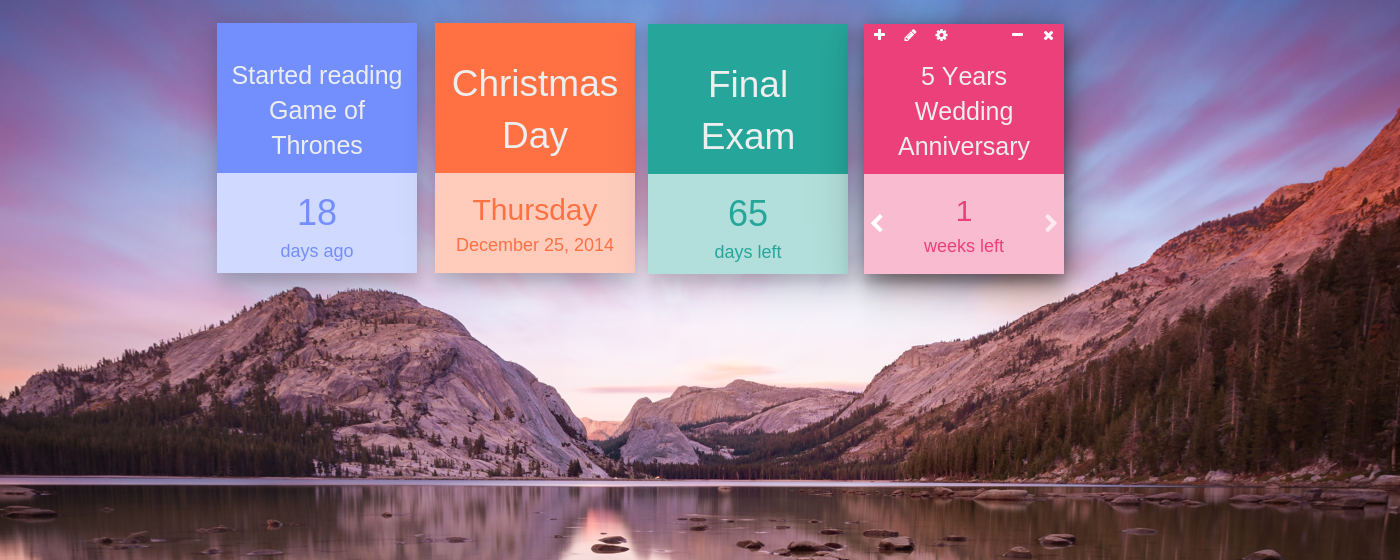 Started reading
Game of
Thrones
18
days ago
Christmas
Day
Thursday
December 25, 2014
Final
Exam
65
days left
5 Years
Wedding
Anniversary
1
weeks left